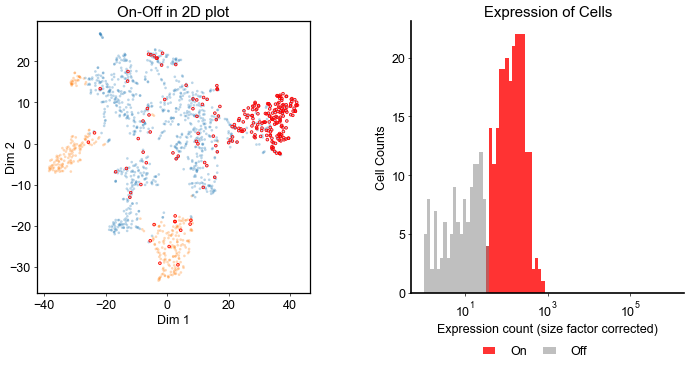 On-Off in 2D plot
Dim 2
20
10
0
−10
−20
−30
−40
−20
0
20
40
Dim 1
Expression of Cells
Cell Counts
20
15
10
5
0
10^1
10^3
10^5
Expression count (size factor corrected)
On Off